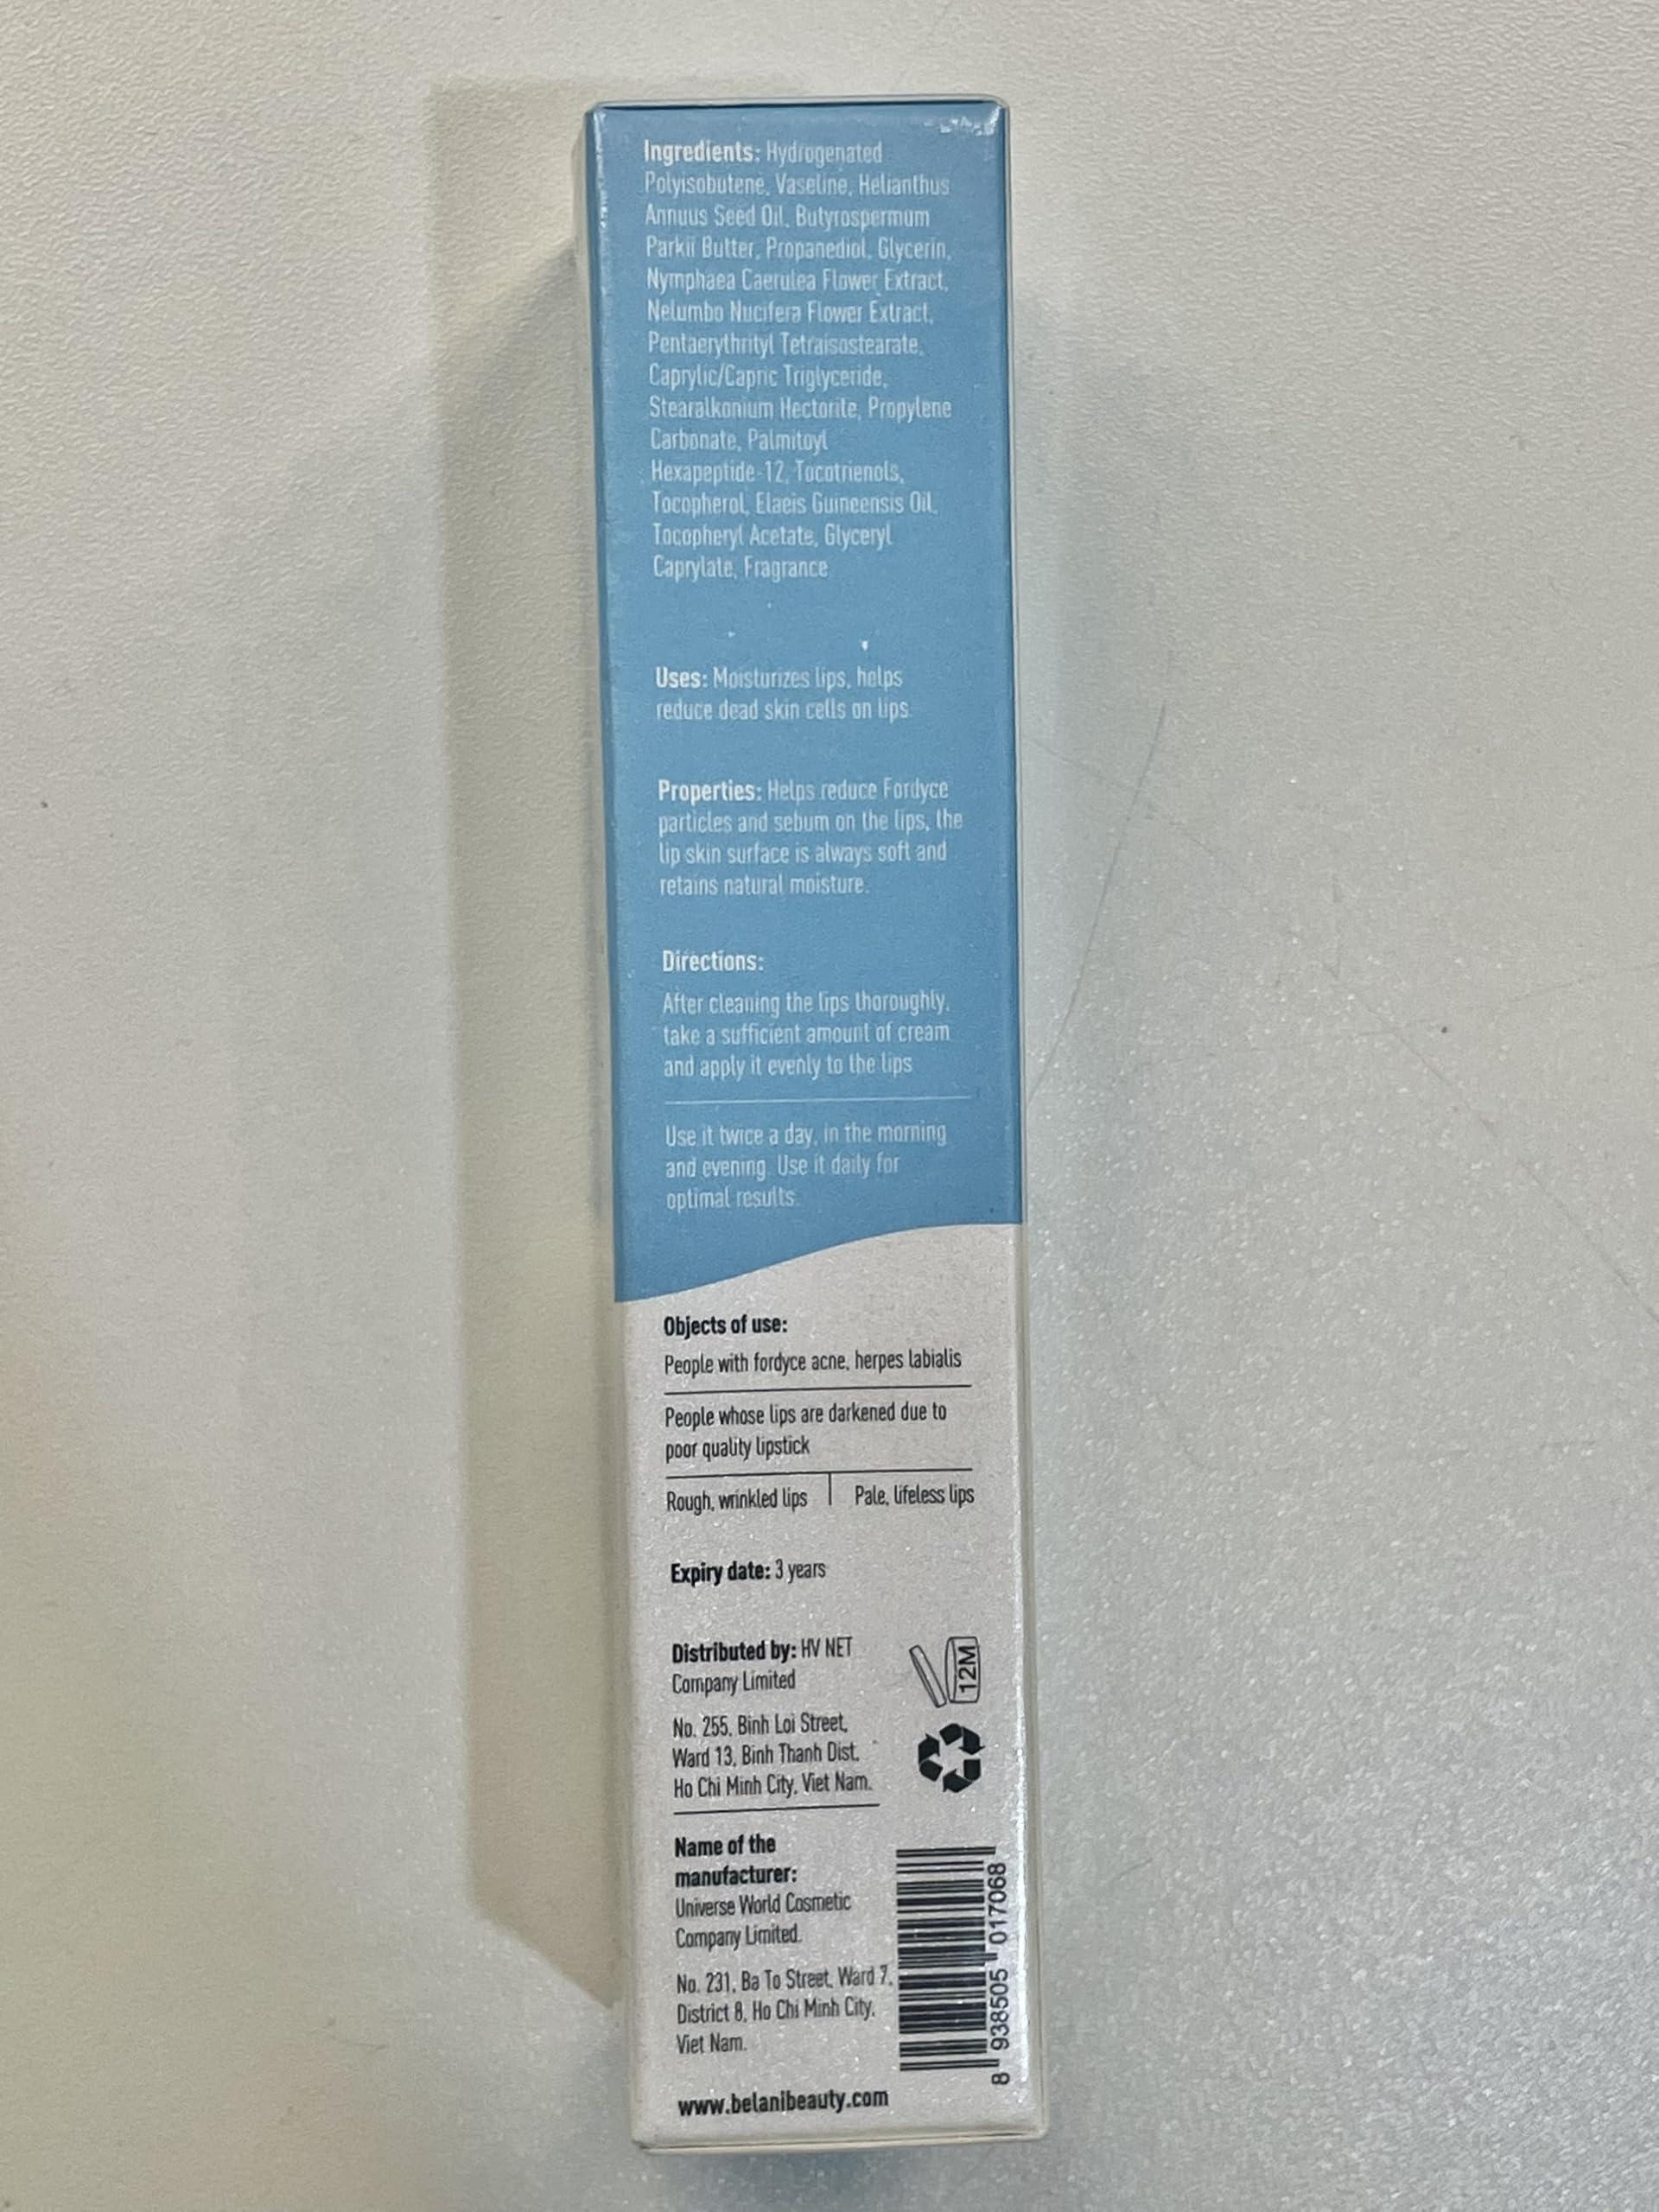 Ingredients: Hydrogenated
Polyisobutene, Vaseline, Helianthus
Annuus Seed Oil, Butyrospermum
Parkii Butter, Propanediol, Glycerin,
Nymphaea Caerulea Flower Extract,
Nelumbo Nucifera Flower Extract,
Pentaerythrityl Tetraisostearate,
Caprylic/Capric Triglyceride,
Stearalkonium Hectorite, Propylene
Carbonate, Palmitoyl
Hexapeptide-12, Tocotrienols,
Tocopherol, Elaeis Guineensis Oil,
Tocopheryl Acetate, Glyceryl
Caprylate, Fragrance
Uses: Moisturizes lips, helps
reduce dead skin cells on lips
Properties: Helps reduce Fordyce
particles and sebum on the lips, the
lip skin surface is always soft and
retains natural moisture.
Directions:
After cleaning the lips thoroughly,
take a sufficient amount of cream
and apply it evenly to the lips
Use it twice a day, in the morning
and evening. Use it daily for
optimal results.
Objects of use:
People with fordyce acne, herpes labialis
People whose lips are darkened due to
poor quality lipstick
Rough, wrinkled lips
Pale, lifeless lips
Expiry date: 3 years
Distributed by: HV NET
Company Limited
12M
No. 255, Binh Loi Street,
Ward 13, Binh Thanh Dist,
Ho Chi Minh City, Viet Nam.
Name of the
manufacturer:
Universe World Cosmetic
Company Limited.
No. 231, Ba To Street, Ward 7,
District 8, Ho Chi Minh City,
Viet Nam.
8 938505 017068
www.belanibeauty.com